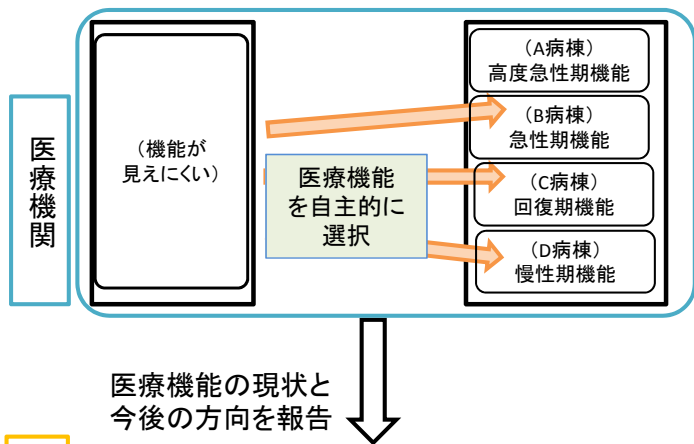 医療機関
（機能が
見えにくい）
医療機能
を自主的に
選択
（A病棟）
高度急性期機能
（B病棟）
急性期機能
（C病棟）
回復期機能
（D病棟）
慢性期機能
医療機能の現状と
今後の方向を報告